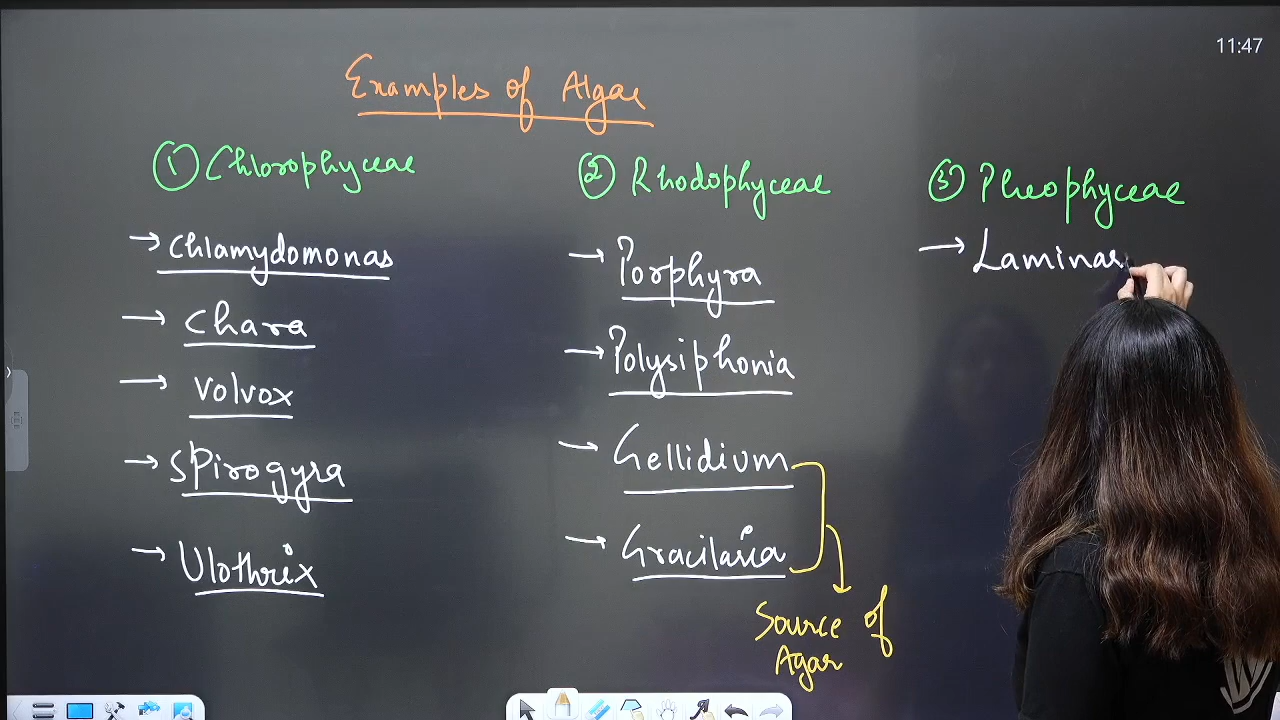 11:47
Examples of Algae
① Chlorophyceae
→ Chlamydomonas
→ Chara
→ Volvox
→ Spirogyra
→ Ulothrix
② Rhodophyceae
→ Porphyra
→ Polysiphonia
→ Gellidium
→ Gracilaria
Source of
Agar
③ Pheophyceae
→ Laminar